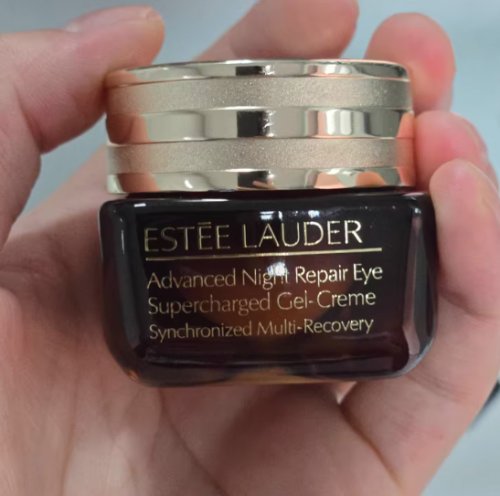 ESTĒE LAUDER
Advanced Night Repair Eye
Supercharged Gel-Creme
Synchronized Multi-Recovery